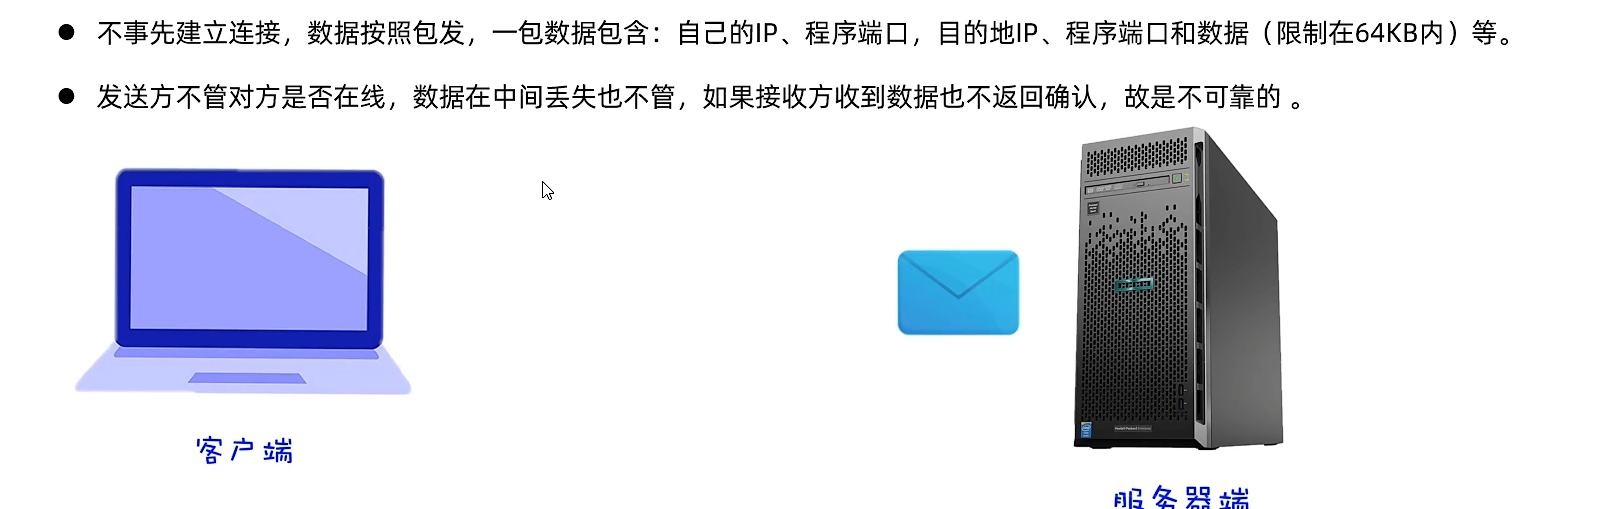 ● 不事先建立连接，数据按照包发，一包数据包含：自己的IP、程序端口，目的地IP、程序端口和数据（限制在64KB内）等。
● 发送方不管对方是否在线，数据在中间丢失也不管，如果接收方收到数据也不返回确认，故是不可靠的 。
客户端
服务器端